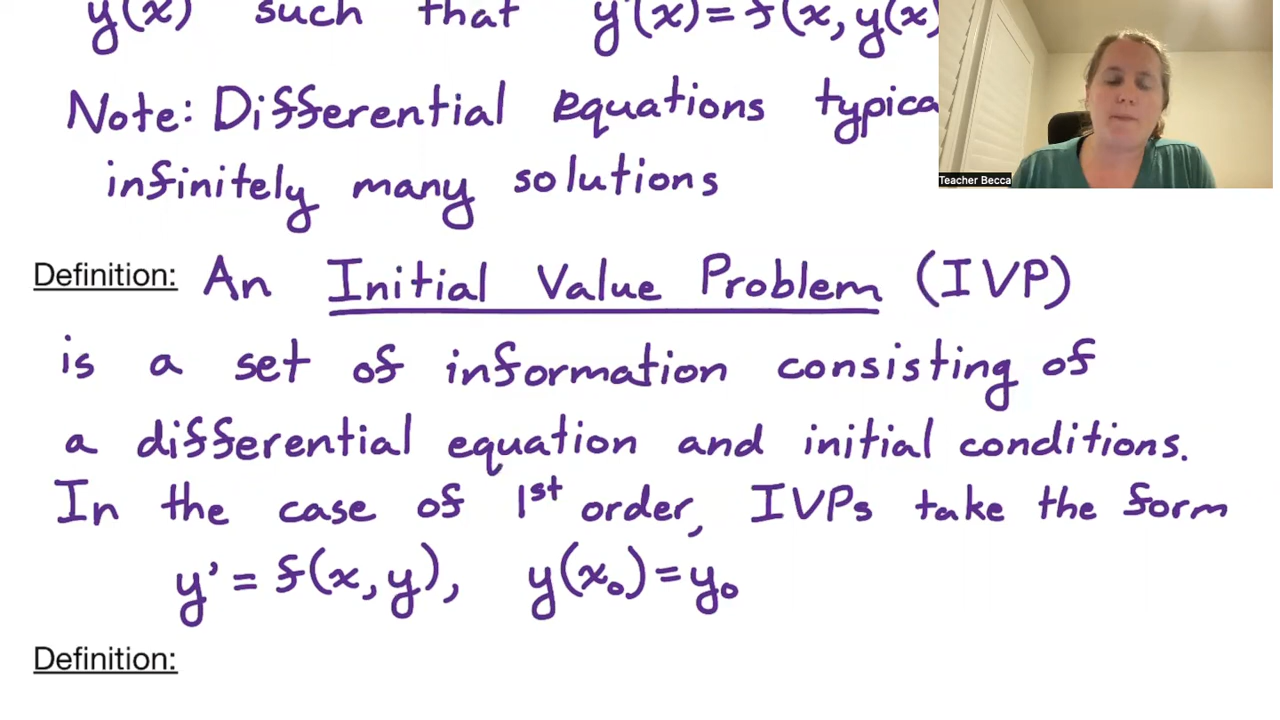 y(x) such that y'(x) = f(x, y(x)
Note: Differential equations typica
infinitely many solutions
Teacher Becca
Definition: An Initial Value Problem (IVP)
is a set of information consisting of
a differential equation and initial conditions.
In the case of 1st order, IVPs take the form
y' = f(x, y), y(x₀) = y₀
Definition: